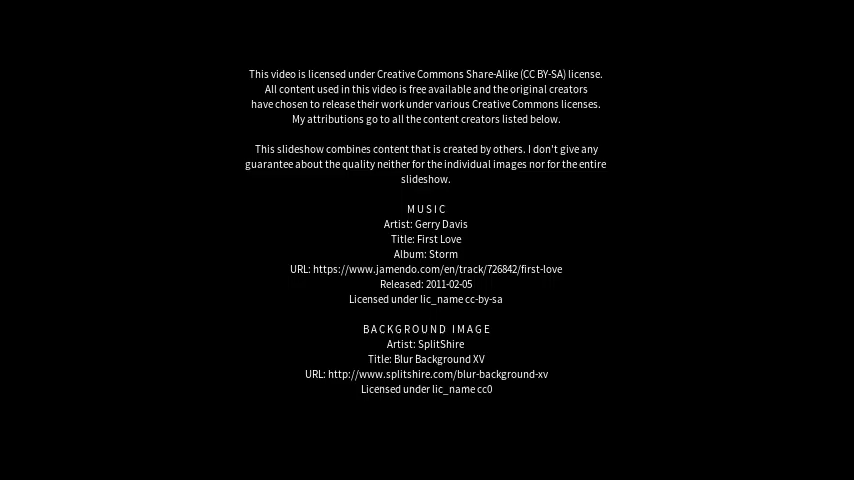 This video is licensed under Creative Commons Share-Alike (CC BY-SA) license.
All content used in this video is free available and the original creators
have chosen to release their work under various Creative Commons licenses.
My attributions go to all the content creators listed below.
This slideshow combines content that is created by others. I don't give any
guarantee about the quality neither for the individual images nor for the entire
slideshow.
MUSIC
Artist: Gerry Davis
Title: First Love
Album: Storm
URL: https://www.jamendo.com/en/track/726842/first-love
Released: 2011-02-05
Licensed under lic_name cc-by-sa
BACKGROUND IMAGE
Artist: SplitShire
Title: Blur Background XV
URL: http://www.splitshire.com/blur-background-xv
Licensed under lic_name cc0